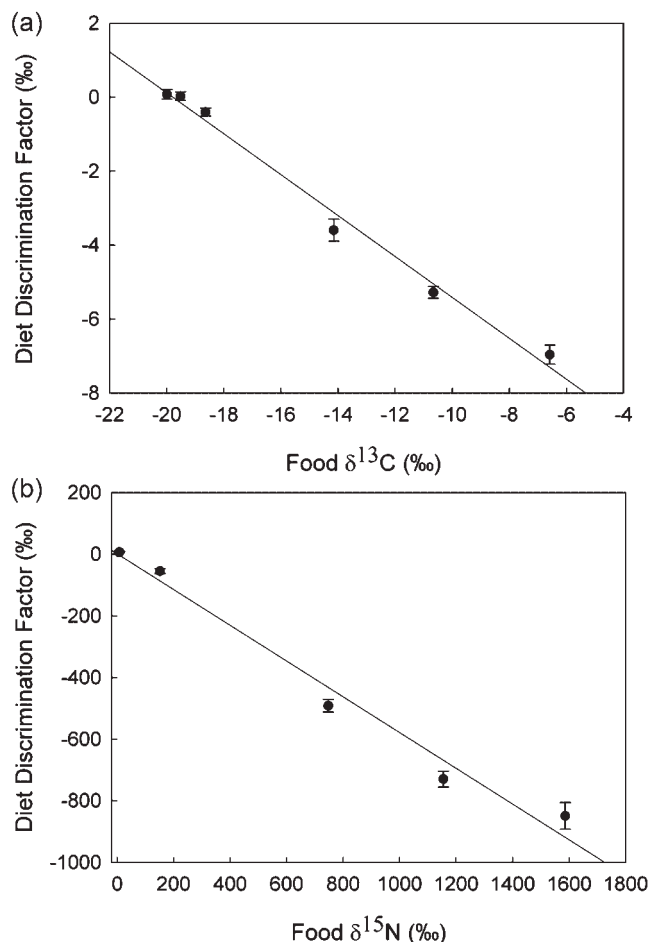 (a)
Diet Discrimination Factor (‰)
2
0
-2
-4
-6
-8
-22 -20 -18 -16 -14 -12 -10 -8 -6 -4
Food δ13C (‰)
(b)
Diet Discrimination Factor (‰)
200
0
-200
-400
-600
-800
-1000
0 200 400 600 800 1000 1200 1400 1600 1800
Food δ15N (‰)